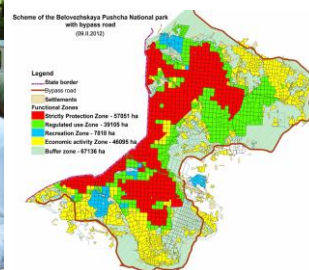 Scheme of the Belovezhskaya Pushcha National park
with bypass road
(09.II.2012)
Legend
State border
Bypass road
Settlements
Functional Zones
Strictly Protection Zone - 57051 ha
Regulated use Zone - 39105 ha
Recreation Zone - 7818 ha
Economic activity Zone - 46095 ha
Buffer zone - 67136 ha